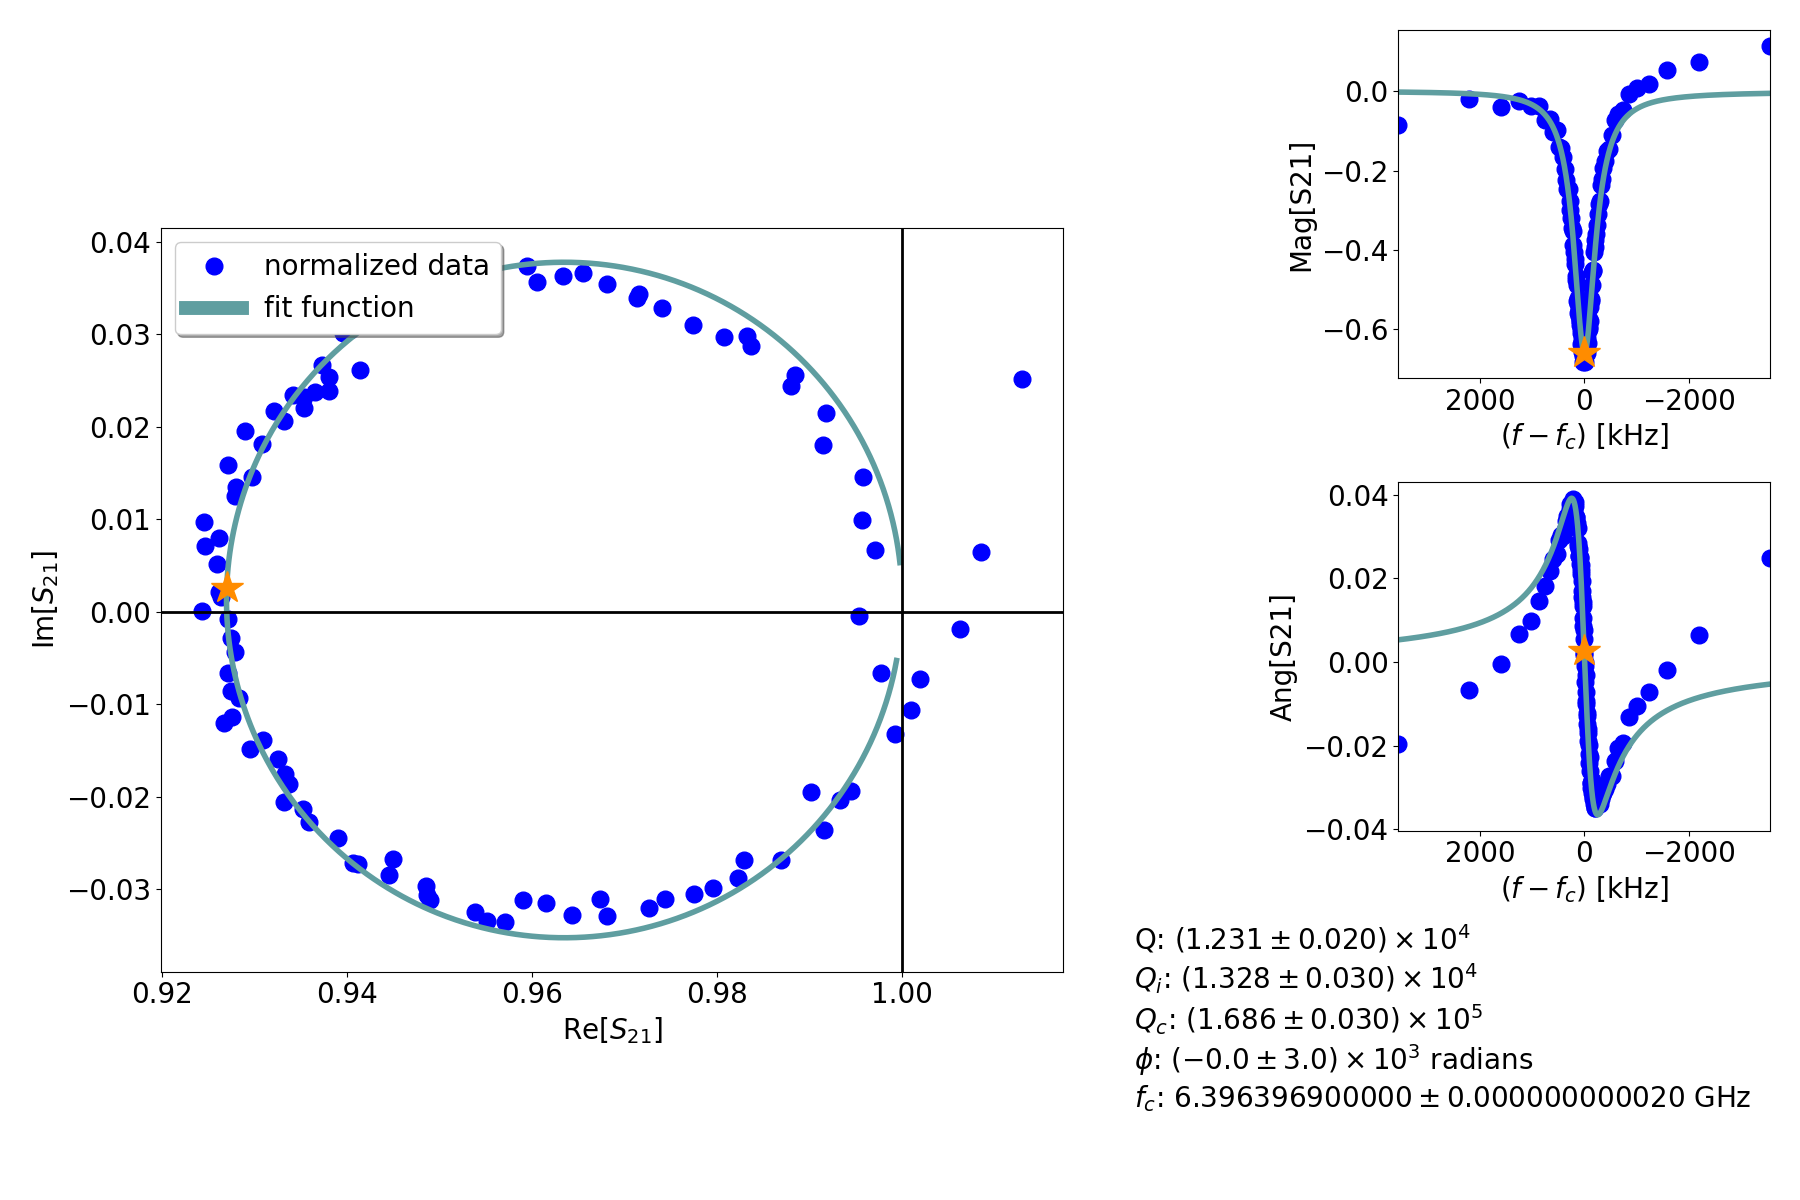 normalized data
fit function
0.04
0.03
0.02
0.01
0.00
−0.01
−0.02
−0.03
Im[S21]
0.92
0.94
0.96
0.98
1.00
Re[S21]
0.0
−0.2
−0.4
−0.6
Mag[S21]
2000
0
−2000
(f − fc) [kHz]
0.04
0.02
0.00
−0.02
−0.04
Ang[S21]
2000
0
−2000
(f − fc) [kHz]
Q: (1.231 ± 0.020) × 10^4
Qi: (1.328 ± 0.030) × 10^4
Qc: (1.686 ± 0.030) × 10^5
ϕ: (−0.0 ± 3.0) × 10^3 radians
fc: 6.396396900000 ± 0.000000000020 GHz